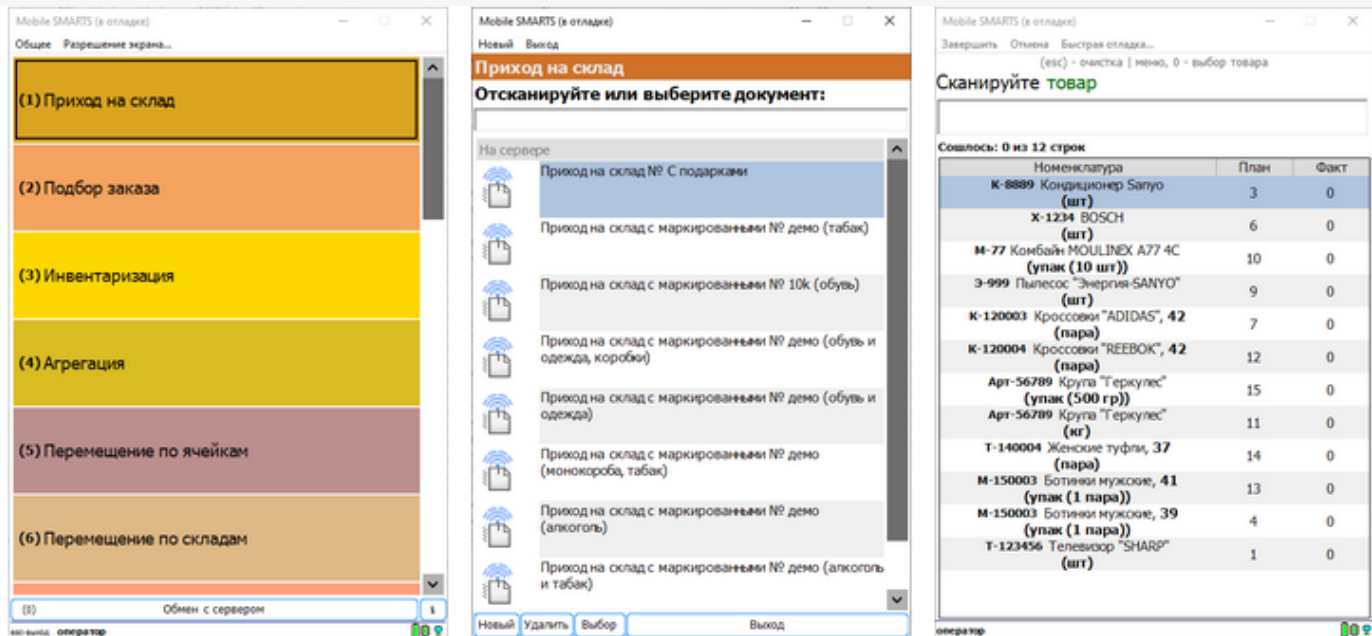 Mobile SMARTS (в отладке)
Общее Разрешение экрана...
(1) Приход на склад
(2) Подбор заказа
(3) Инвентаризация
(4) Агрегация
(5) Перемещение по ячейкам
(6) Перемещение по складам
Обмен с сервером
i
esc-выход оператор
Mobile SMARTS (в отладке)
Новый Выход
Приход на склад
Отсканируйте или выберите документ:
На сервере
Приход на склад № С подарками
Приход на склад с маркированными № демо (табак)
Приход на склад с маркированными № 10k (обувь)
Приход на склад с маркированными № демо (обувь и
одежда, коробки)
Приход на склад с маркированными № демо (обувь и
одежда)
Приход на склад с маркированными № демо
(монокороба, табак)
Приход на склад с маркированными № демо
(алкоголь)
Приход на склад с маркированными № демо (алкоголь
и табак)
Новый Удалить Выбор Выход
Mobile SMARTS (в отладке)
Завершить Отмена Быстрая отладка...
(esc) - очистка | меню, 0 - выбор товара
Сканируйте товар
Сошлось: 0 из 12 строк
Номенклатура План Факт
К-8889 Кондиционер Sanyo
(шт) 3 0
Х-1234 BOSCH
(шт) 6 0
М-77 Комбайн MOULINEX A77 4C
(упак (10 шт)) 10 0
Э-999 Пылесос "Энергия-SANYO"
(шт) 9 0
К-120003 Кроссовки "ADIDAS", 42
(пара) 7 0
К-120004 Кроссовки "REEBOK", 42
(пара) 12 0
Арт-56789 Крупа "Геркулес"
(упак (500 гр)) 15 0
Арт-56789 Крупа "Геркулес"
(кг) 11 0
Т-140004 Женские туфли, 37
(пара) 14 0
М-150003 Ботинки мужские, 41
(упак (1 пара)) 13 0
М-150003 Ботинки мужские, 39
(упак (1 пара)) 4 0
Т-123456 Телевизор "SHARP"
(шт) 1 0
оператор